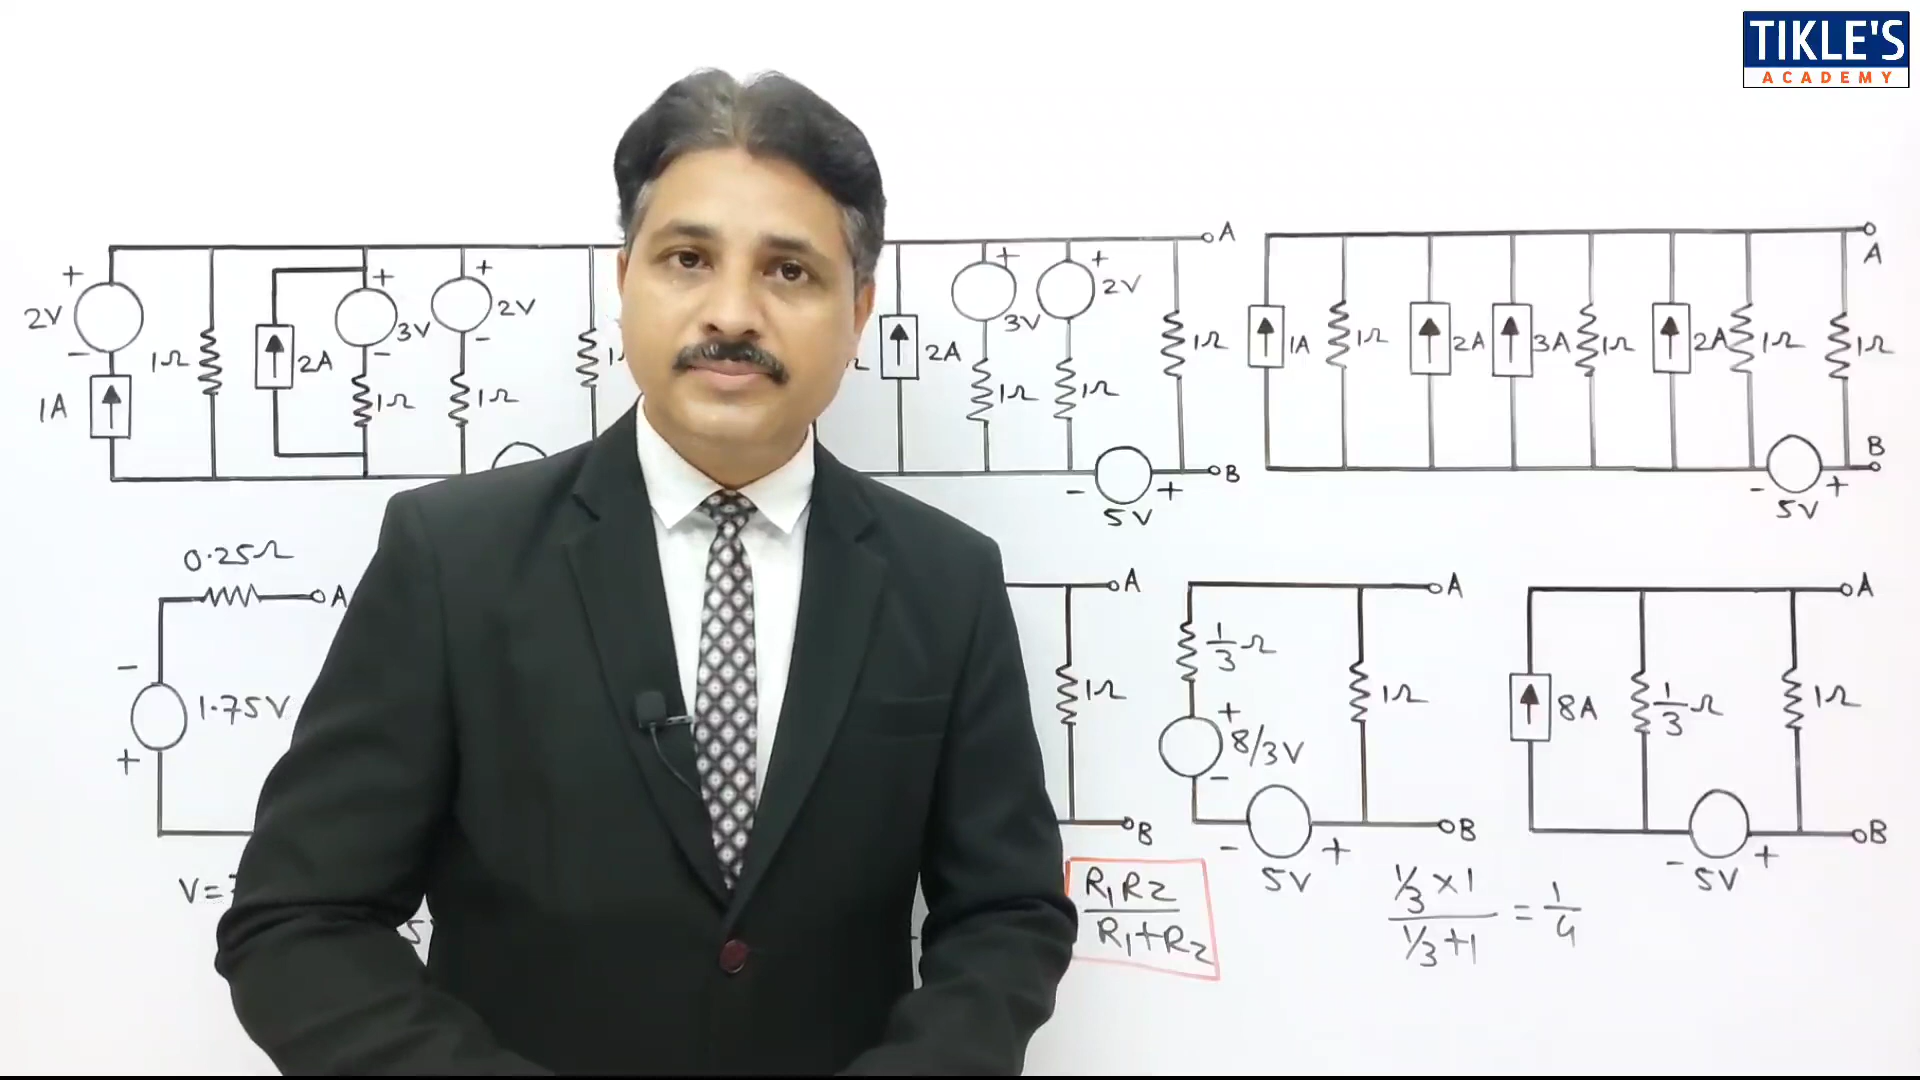 TIKLE'S
ACADEMY
+
2V
-
1A
1Ω
2A
+
3V
-
1Ω
+
2V
-
1Ω
2A
+
3V
1Ω
+
2V
1Ω
1Ω
A
B
- +
5V
1A
1Ω
2A
3A
1Ω
2A
1Ω
1Ω
A
B
- +
5V
0.25Ω
A
-
1.75V
+
V=
A
1Ω
B
R₁R₂
R₁+R₂
A
1/3 Ω
+
8/3V
-
1Ω
- +
5V
B
⅓×1
⅓+1
= 1/4
A
8A
1/3 Ω
1Ω
B
- +
5V